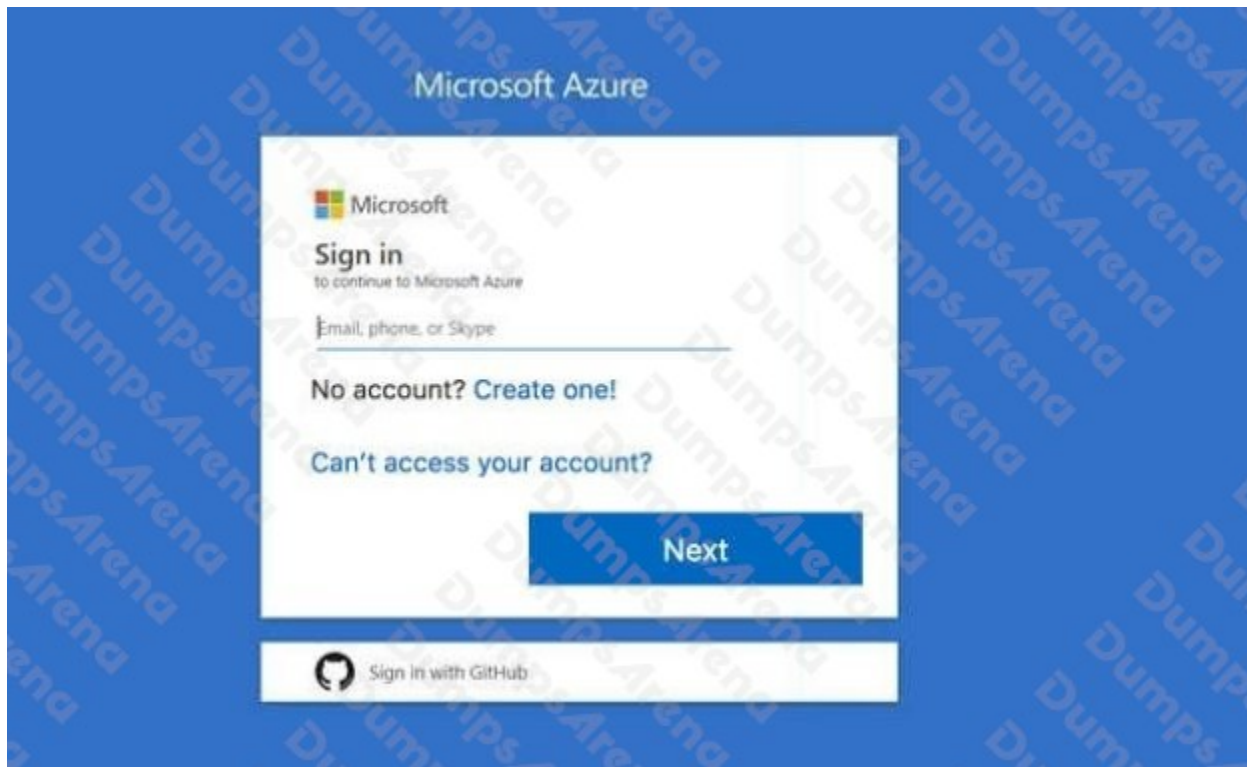 Microsoft Azure
Microsoft
Sign in
to continue to Microsoft Azure
Email, phone, or Skype
No account? Create one!
Can't access your account?
Next
Sign in with GitHub
DumpsArena